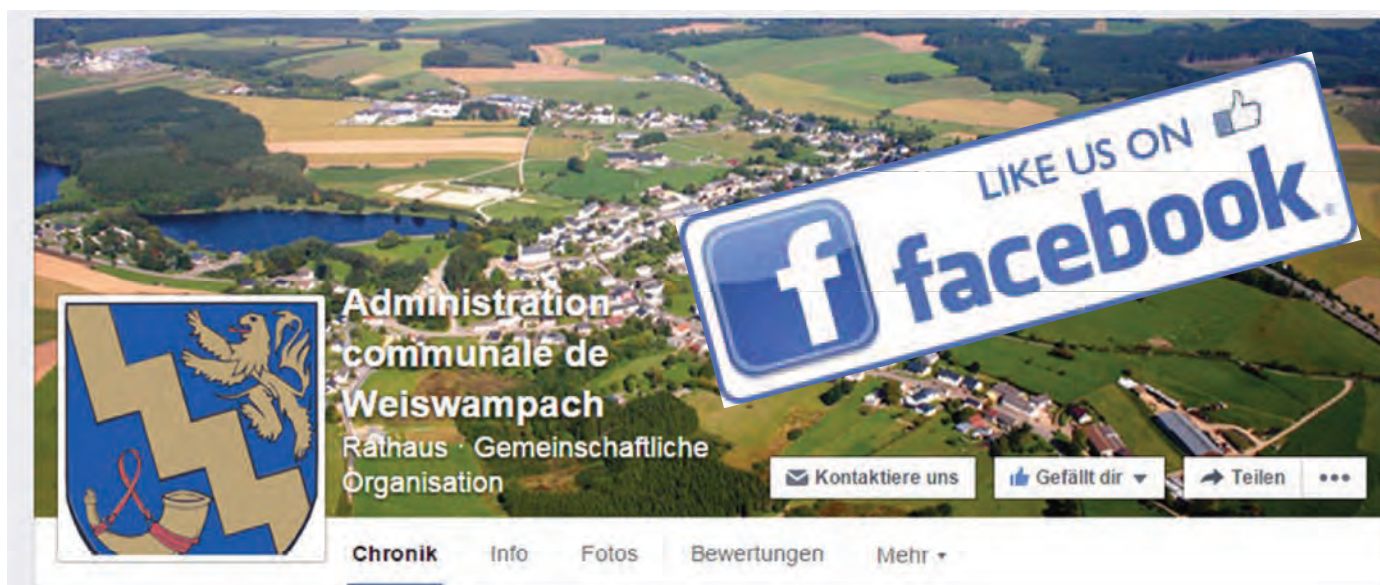 LIKE US ON
f facebook®
Administration
communale de
Weiswampach
Rathaus · Gemeinschaftliche
Organisation
Kontaktiere uns
Gefällt dir
Teilen
•••
Chronik Info Fotos Bewertungen Mehr